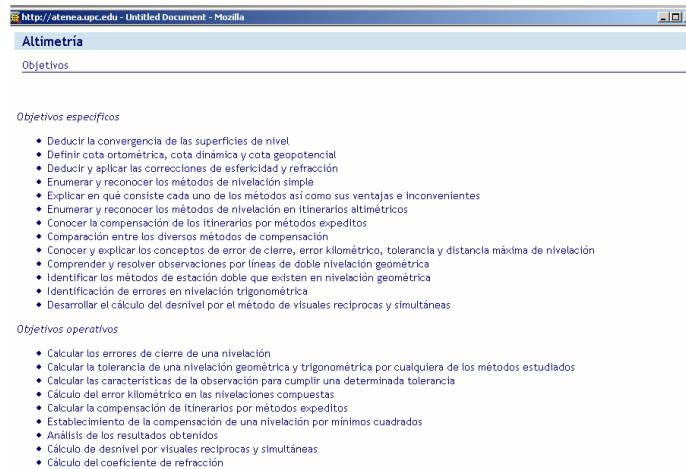 http://atenea.upc.edu - Untitled Document - Mozilla
Altimetría
Objetivos
Objetivos específicos
◆ Deducir la convergencia de las superficies de nivel
◆ Definir cota ortométrica, cota dinámica y cota geopotencial
◆ Deducir y aplicar las correcciones de esfericidad y refracción
◆ Enumerar y reconocer los métodos de nivelación simple
◆ Explicar en qué consiste cada uno de los métodos así como sus ventajas e inconvenientes
◆ Enumerar y reconocer los métodos de nivelación en itinerarios altimétricos
◆ Conocer la compensación de los itinerarios por métodos expeditos
◆ Comparación entre los diversos métodos de compensación
◆ Conocer y explicar los conceptos de error de cierre, error kilométrico, tolerancia y distancia máxima de nivelación
◆ Comprender y resolver observaciones por líneas de doble nivelación geométrica
◆ Identificar los métodos de estación doble que existen en nivelación geométrica
◆ Identificación de errores en nivelación trigonométrica
◆ Desarrollar el cálculo del desnivel por el método de visuales reciprocas y simultáneas
Objetivos operativos
◆ Calcular los errores de cierre de una nivelación
◆ Calcular la tolerancia de una nivelación geométrica y trigonométrica por cualquiera de los métodos estudiados
◆ Calcular las características de la observación para cumplir una determinada tolerancia
◆ Cálculo del error kilométrico en las nivelaciones compuestas
◆ Calcular la compensación de itinerarios por métodos expeditos
◆ Establecimiento de la compensación de una nivelación por mínimos cuadrados
◆ Análisis de los resultados obtenidos
◆ Cálculo de desnivel por visuales reciprocas y simultáneas
◆ Cálculo del coeficiente de refracción